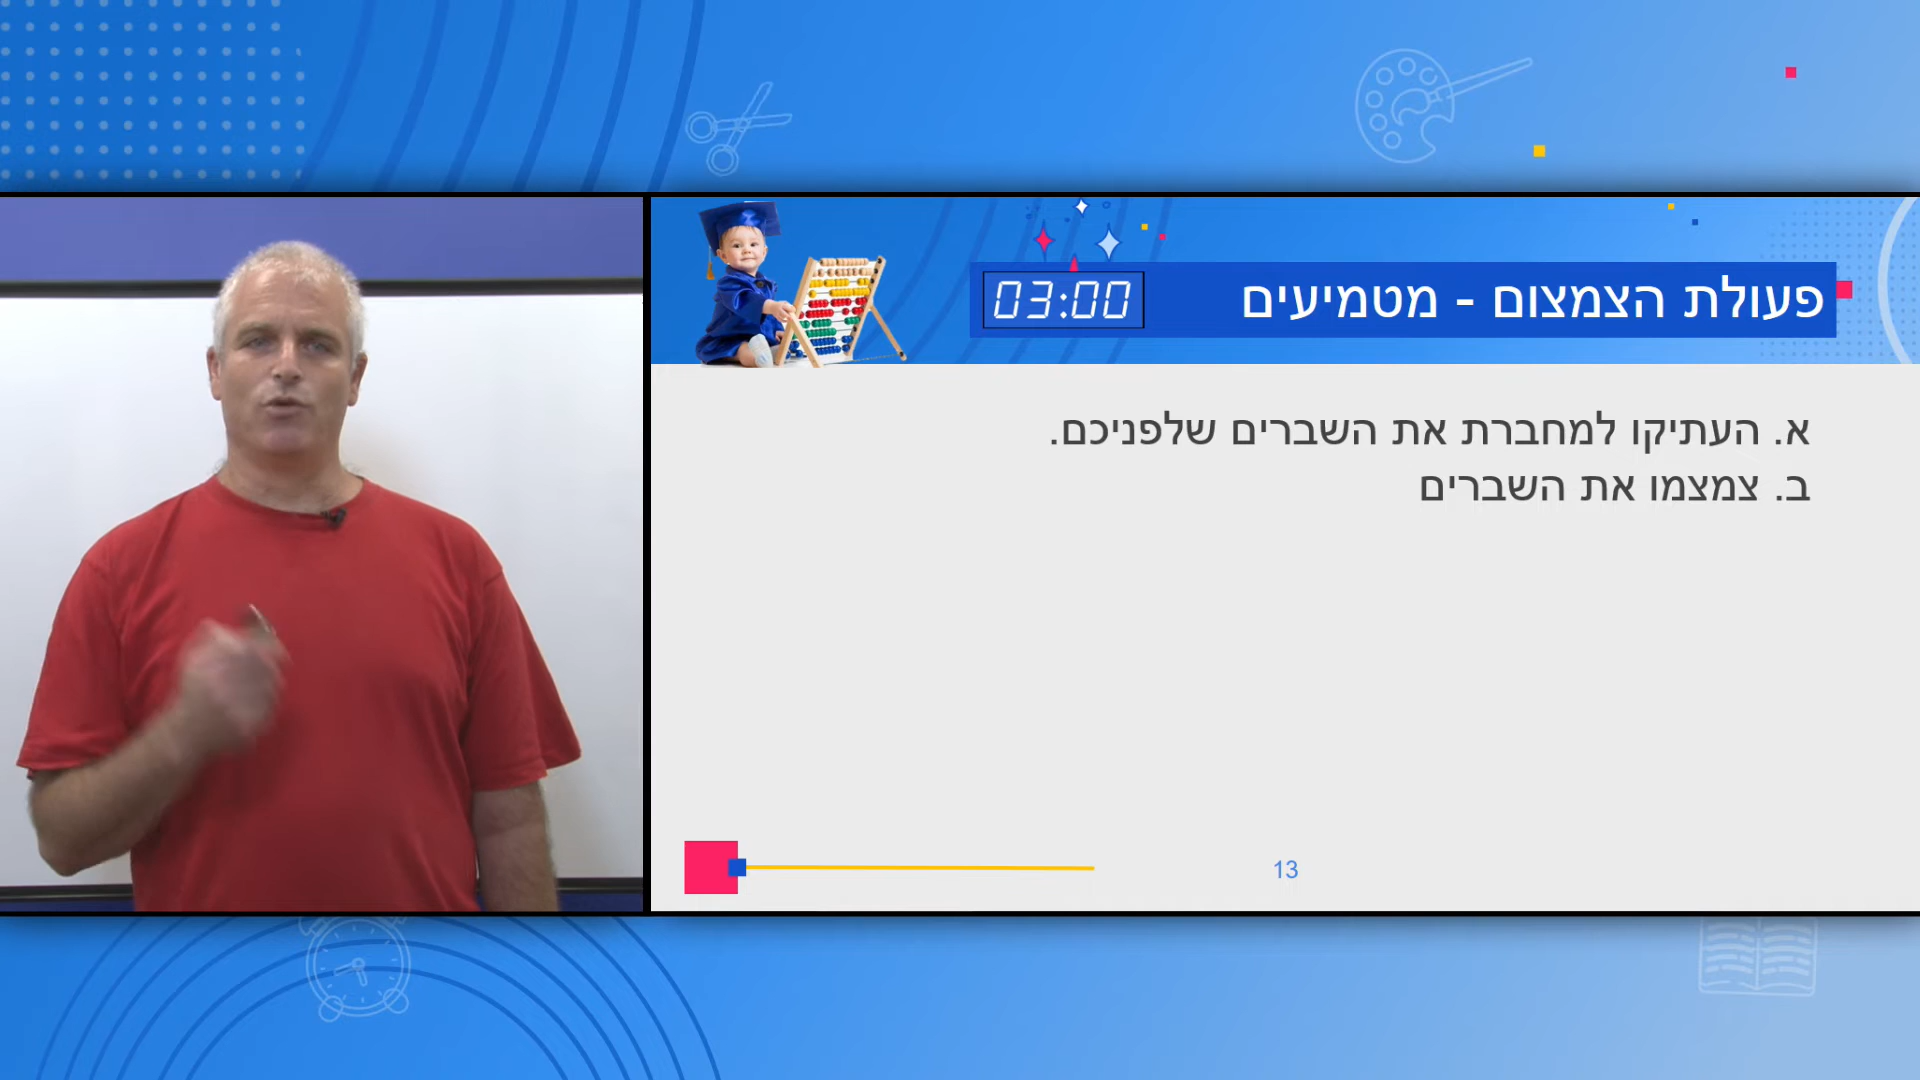 פעולת הצמצום - מטמיעים
03:00
א. העתיקו למחברת את השברים שלפניכם.
ב. צמצמו את השברים
13